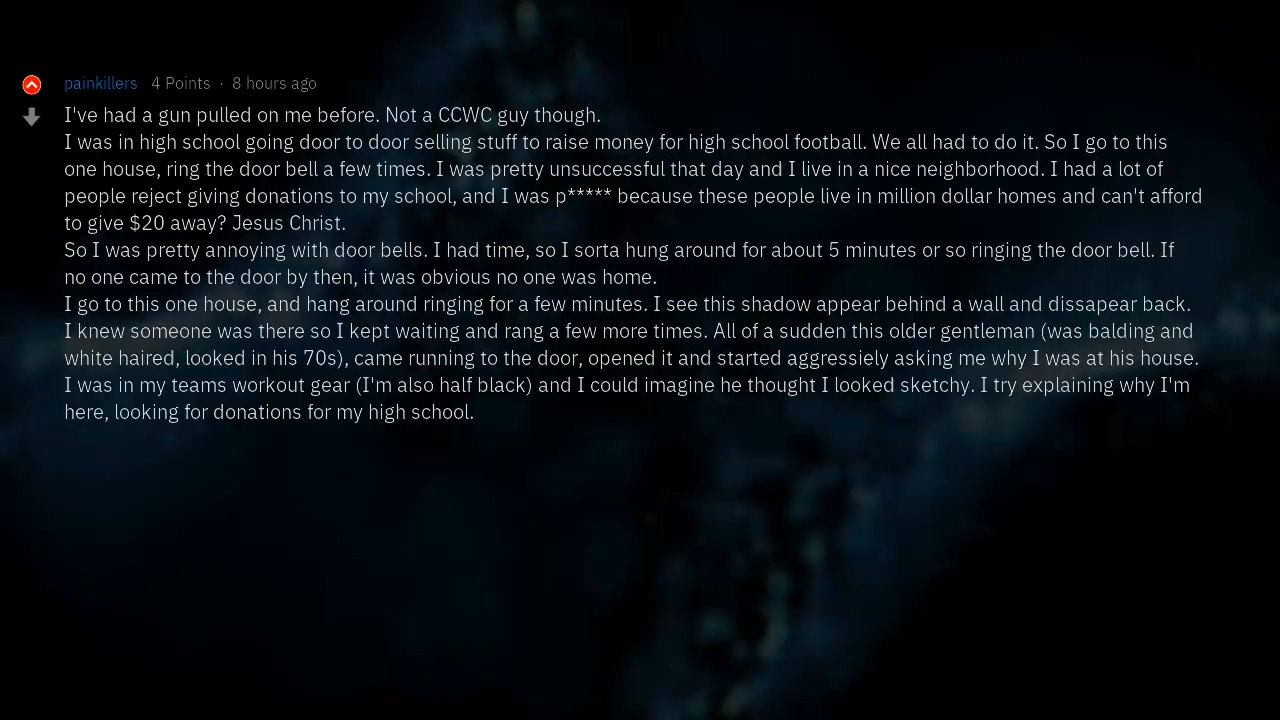 painkillers 4 Points · 8 hours ago
I've had a gun pulled on me before. Not a CCWC guy though.
I was in high school going door to door selling stuff to raise money for high school football. We all had to do it. So I go to this
one house, ring the door bell a few times. I was pretty unsuccessful that day and I live in a nice neighborhood. I had a lot of
people reject giving donations to my school, and I was p***** because these people live in million dollar homes and can't afford
to give $20 away? Jesus Christ.
So I was pretty annoying with door bells. I had time, so I sorta hung around for about 5 minutes or so ringing the door bell. If
no one came to the door by then, it was obvious no one was home.
I go to this one house, and hang around ringing for a few minutes. I see this shadow appear behind a wall and dissapear back.
I knew someone was there so I kept waiting and rang a few more times. All of a sudden this older gentleman (was balding and
white haired, looked in his 70s), came running to the door, opened it and started aggressiely asking me why I was at his house.
I was in my teams workout gear (I'm also half black) and I could imagine he thought I looked sketchy. I try explaining why I'm
here, looking for donations for my high school.